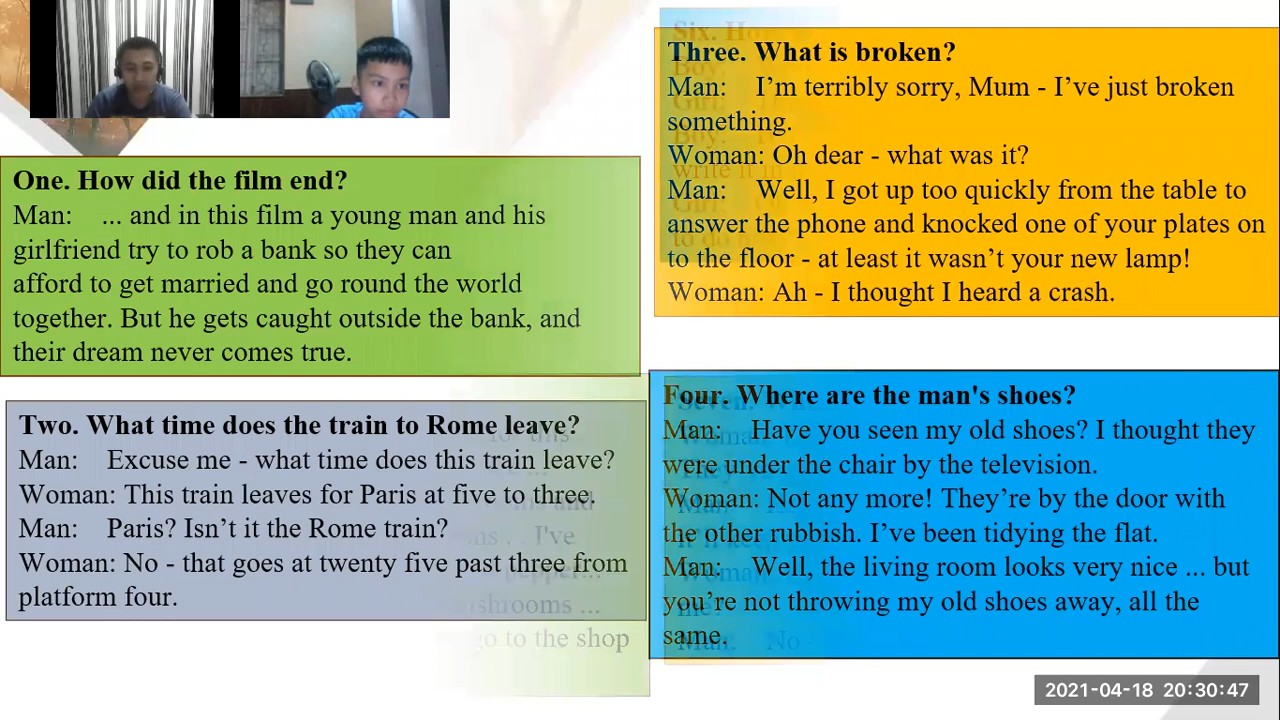 One. How did the film end?
Man: ... and in this film a young man and his
girlfriend try to rob a bank so they can
afford to get married and go round the world
together. But he gets caught outside the bank, and
their dream never comes true.
Two. What time does the train to Rome leave?
Man: Excuse me - what time does this train leave?
Woman: This train leaves for Paris at five to three.
Man: Paris? Isn’t it the Rome train?
Woman: No - that goes at twenty five past three from
platform four.
go to the shop
Three. What is broken?
Man: I’m terribly sorry, Mum - I’ve just broken
something.
Woman: Oh dear - what was it?
Man: Well, I got up too quickly from the table to
answer the phone and knocked one of your plates on
to the floor - at least it wasn’t your new lamp!
Woman: Ah - I thought I heard a crash.
Four. Where are the man's shoes?
Man: Have you seen my old shoes? I thought they
were under the chair by the television.
Woman: Not any more! They’re by the door with
the other rubbish. I’ve been tidying the flat.
Man: Well, the living room looks very nice ... but
you’re not throwing my old shoes away, all the
same.
2021-04-18 20:30:47